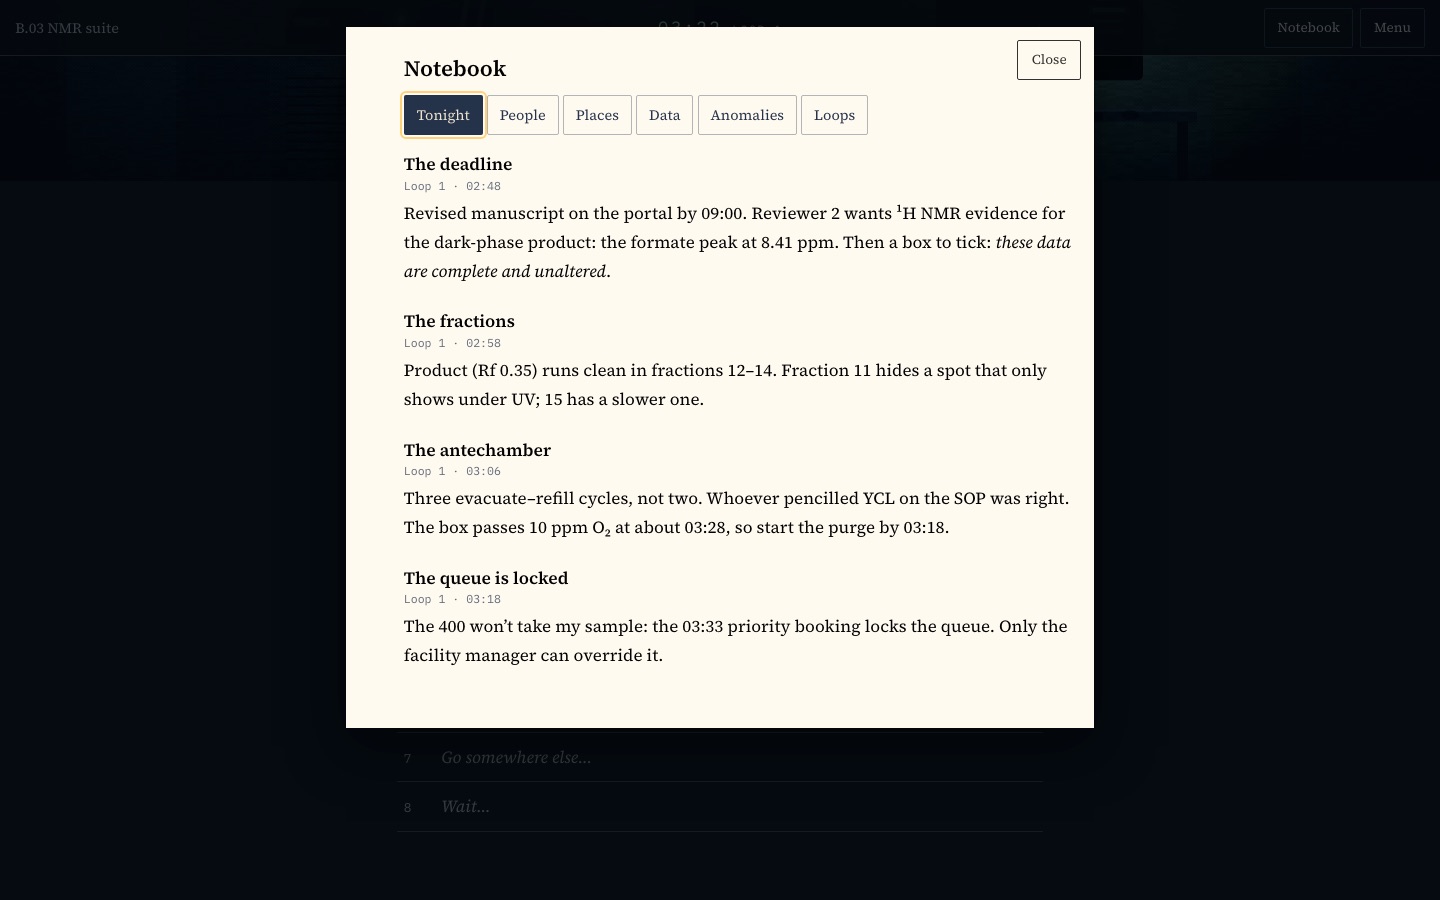 B.03 NMR suite
Notebook
Menu
Notebook
Close
Tonight
People
Places
Data
Anomalies
Loops
The deadline
Loop 1 · 02:48
Revised manuscript on the portal by 09:00. Reviewer 2 wants ¹H NMR evidence for
the dark-phase product: the formate peak at 8.41 ppm. Then a box to tick: these data
are complete and unaltered.
The fractions
Loop 1 · 02:58
Product (Rf 0.35) runs clean in fractions 12–14. Fraction 11 hides a spot that only
shows under UV; 15 has a slower one.
The antechamber
Loop 1 · 03:06
Three evacuate–refill cycles, not two. Whoever pencilled YCL on the SOP was right.
The box passes 10 ppm O₂ at about 03:28, so start the purge by 03:18.
The queue is locked
Loop 1 · 03:18
The 400 won’t take my sample: the 03:33 priority booking locks the queue. Only the
facility manager can override it.
7 Go somewhere else…
8 Wait…